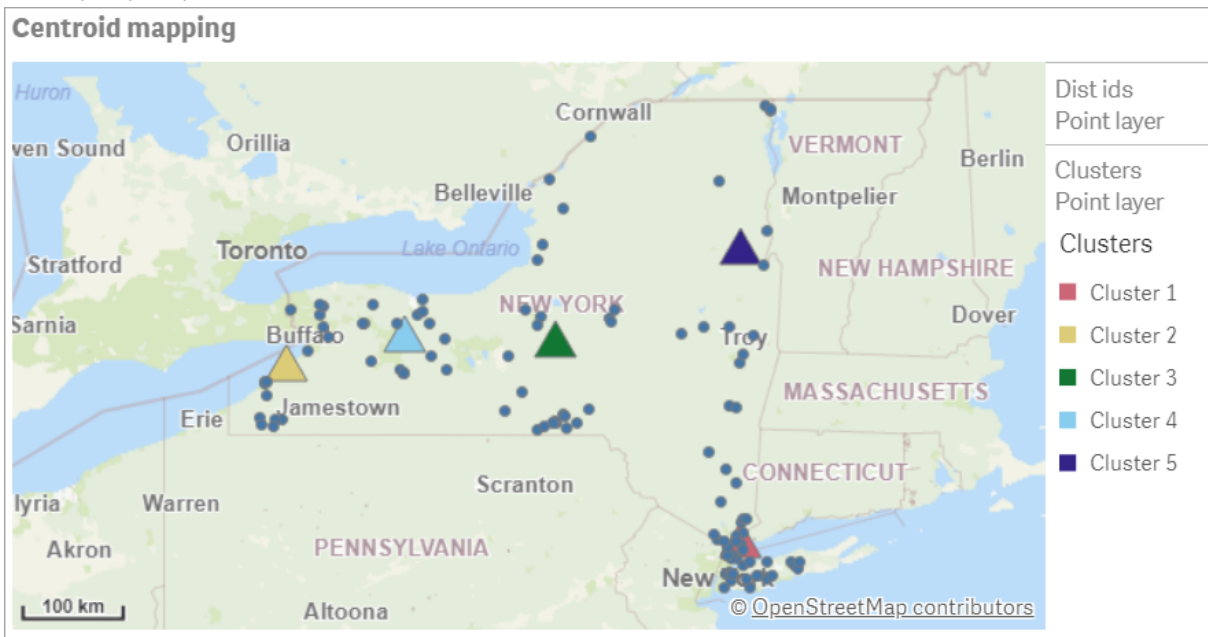 Centroid mapping
Huron
Cornwall
Dist ids
Point layer
ven Sound
Orillia
VERMONT
Berlin
Clusters
Point layer
Belleville
Montpelier
Toronto
Lake Ontario
Clusters
Stratford
NEW HAMPSHIRE
Cluster 1
NEW YORK
Sarnia
Buffalo
Troy
Dover
Cluster 2
Cluster 3
Erie
Jamestown
MASSACHUSETTS
Cluster 4
Cluster 5
lyria
Warren
Scranton
CONNECTICUT
Akron
PENNSYLVANIA
New York
100 km
Altoona
© OpenStreetMap contributors